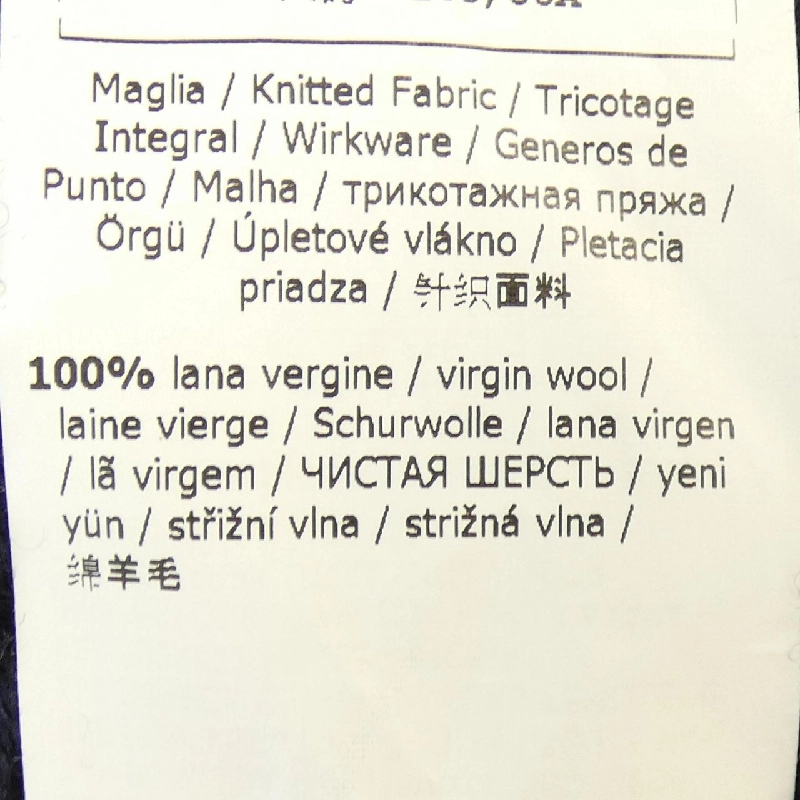 Maglia / Knitted Fabric / Tricotage
Integral / Wirkware / Generos de
Punto / Malha / трикотажная пряжа /
Örgü / Úpletové vlákno / Pletacia
priadza / 针织面料
100% lana vergine / virgin wool /
laine vierge / Schurwolle / lana virgen
/ lã virgem / ЧИСТАЯ ШЕРСТЬ / yeni
yün / střižní vlna / strižná vlna /
绵羊毛